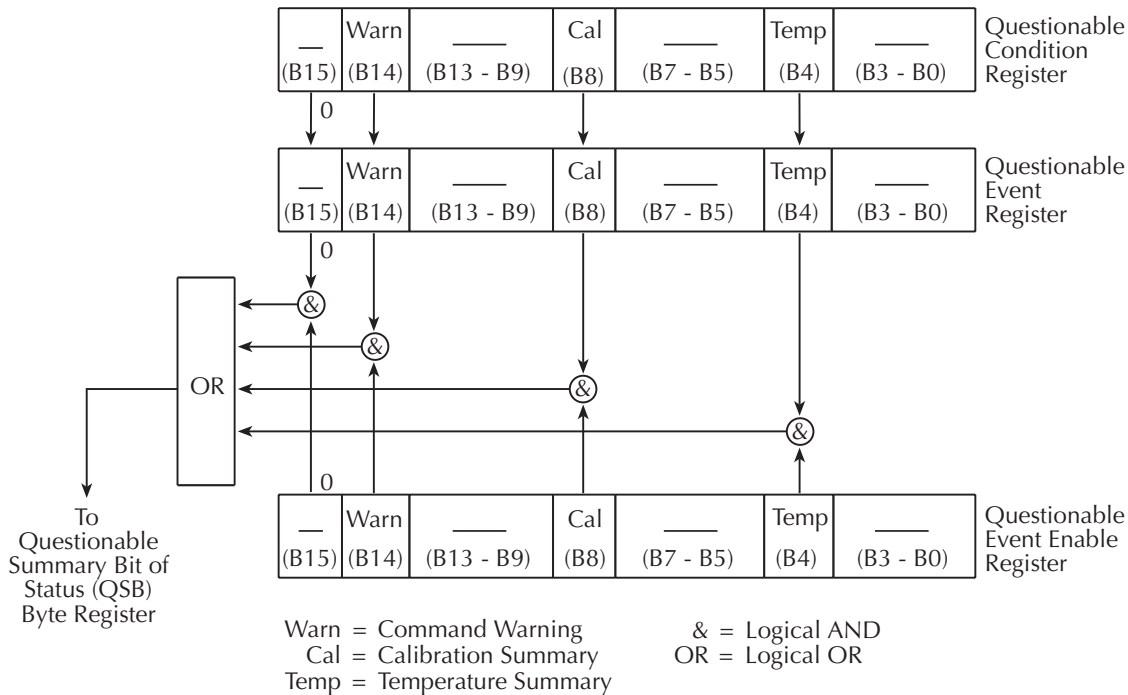 Warn Cal Temp
(B15) (B14) (B13 - B9) (B8) (B7 - B5) (B4) (B3 - B0)
Questionable
Condition
Register
0
Warn Cal Temp
(B15) (B14) (B13 - B9) (B8) (B7 - B5) (B4) (B3 - B0)
Questionable
Event
Register
0
&
&
&
&
OR
0
Warn Cal Temp
(B15) (B14) (B13 - B9) (B8) (B7 - B5) (B4) (B3 - B0)
Questionable
Event Enable
Register
To
Questionable
Summary Bit of
Status (QSB)
Byte Register
Warn = Command Warning
Cal = Calibration Summary
Temp = Temperature Summary
& = Logical AND
OR = Logical OR